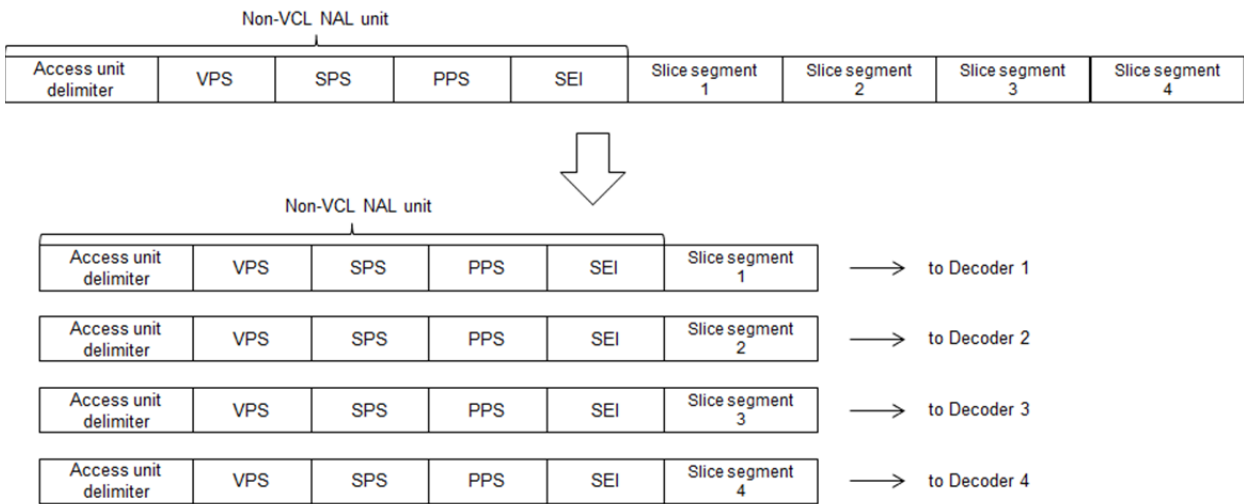 Non-VCL NAL unit
Access unit delimiter VPS SPS PPS SEI Slice segment 1 Slice segment 2 Slice segment 3 Slice segment 4
Non-VCL NAL unit
Access unit delimiter VPS SPS PPS SEI Slice segment 1 to Decoder 1
Access unit delimiter VPS SPS PPS SEI Slice segment 2 to Decoder 2
Access unit delimiter VPS SPS PPS SEI Slice segment 3 to Decoder 3
Access unit delimiter VPS SPS PPS SEI Slice segment 4 to Decoder 4